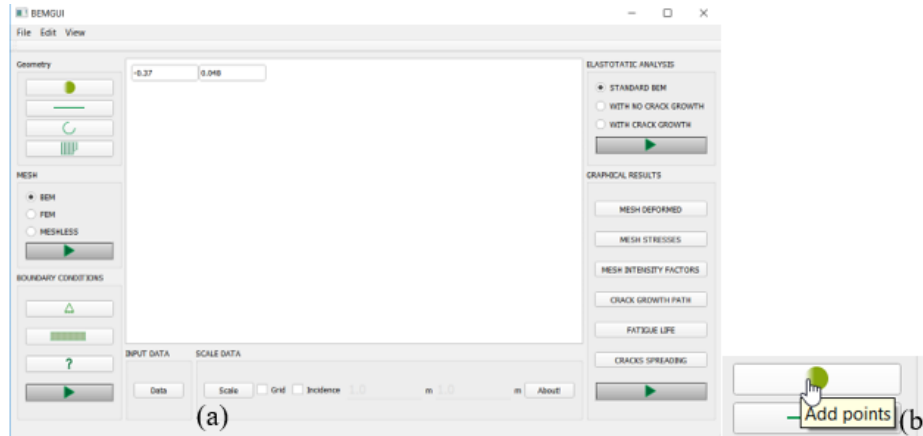 BEMGUI
File Edit View
Geometry
-0.37 0.048
ELASTOTATIC ANALYSIS
STANDARD BEM
WITH NO CRACK GROWTH
WITH CRACK GROWTH
MESH
BEM
FEM
MESHLESS
GRAPHICAL RESULTS
MESH DEFORMED
MESH STRESSES
MESH INTENSITY FACTORS
CRACK GROWTH PATH
FATIGUE LIFE
CRACKS SPREADING
BOUNDARY CONDITIONS
?
INPUT DATA SCALE DATA
Data Scale Grid Incidence 1.0 m 1.0 m About!
(a)
Add points
(b